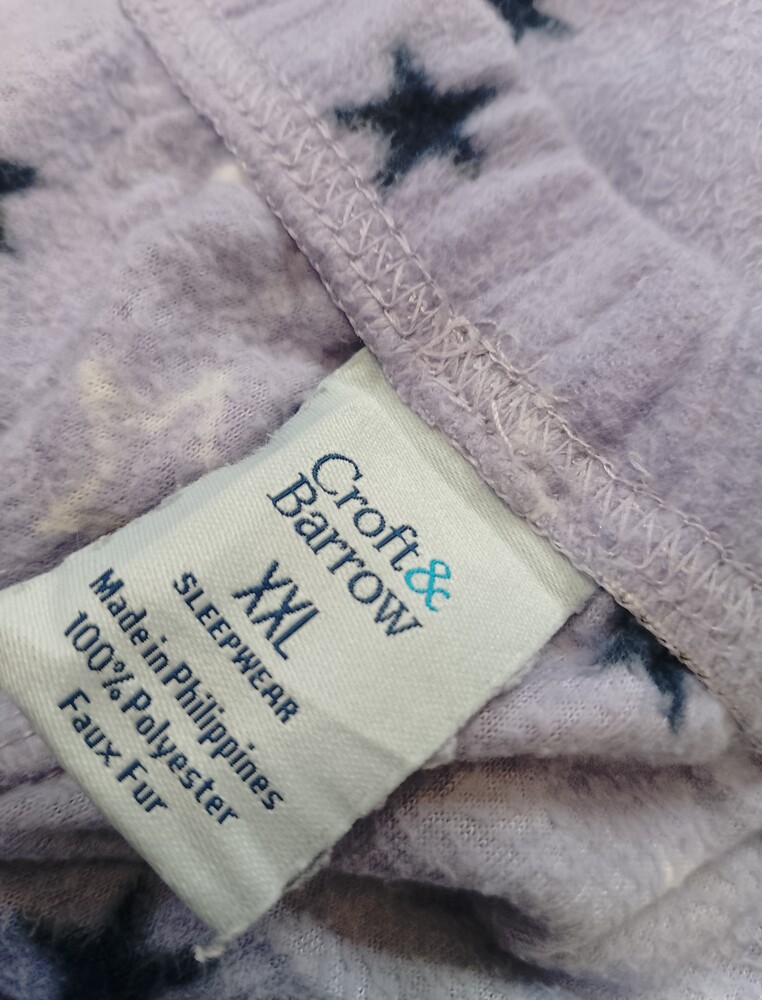 Croft &
Barrow
XXL
SLEEPWEAR
Made in Philippines
100% Polyester
Faux Fur